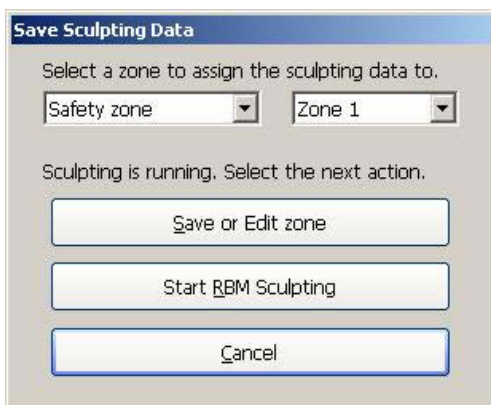 Save Sculpting Data
Select a zone to assign the sculpting data to.
Safety zone Zone 1
Sculpting is running. Select the next action.
Save or Edit zone
Start RBM Sculpting
Cancel